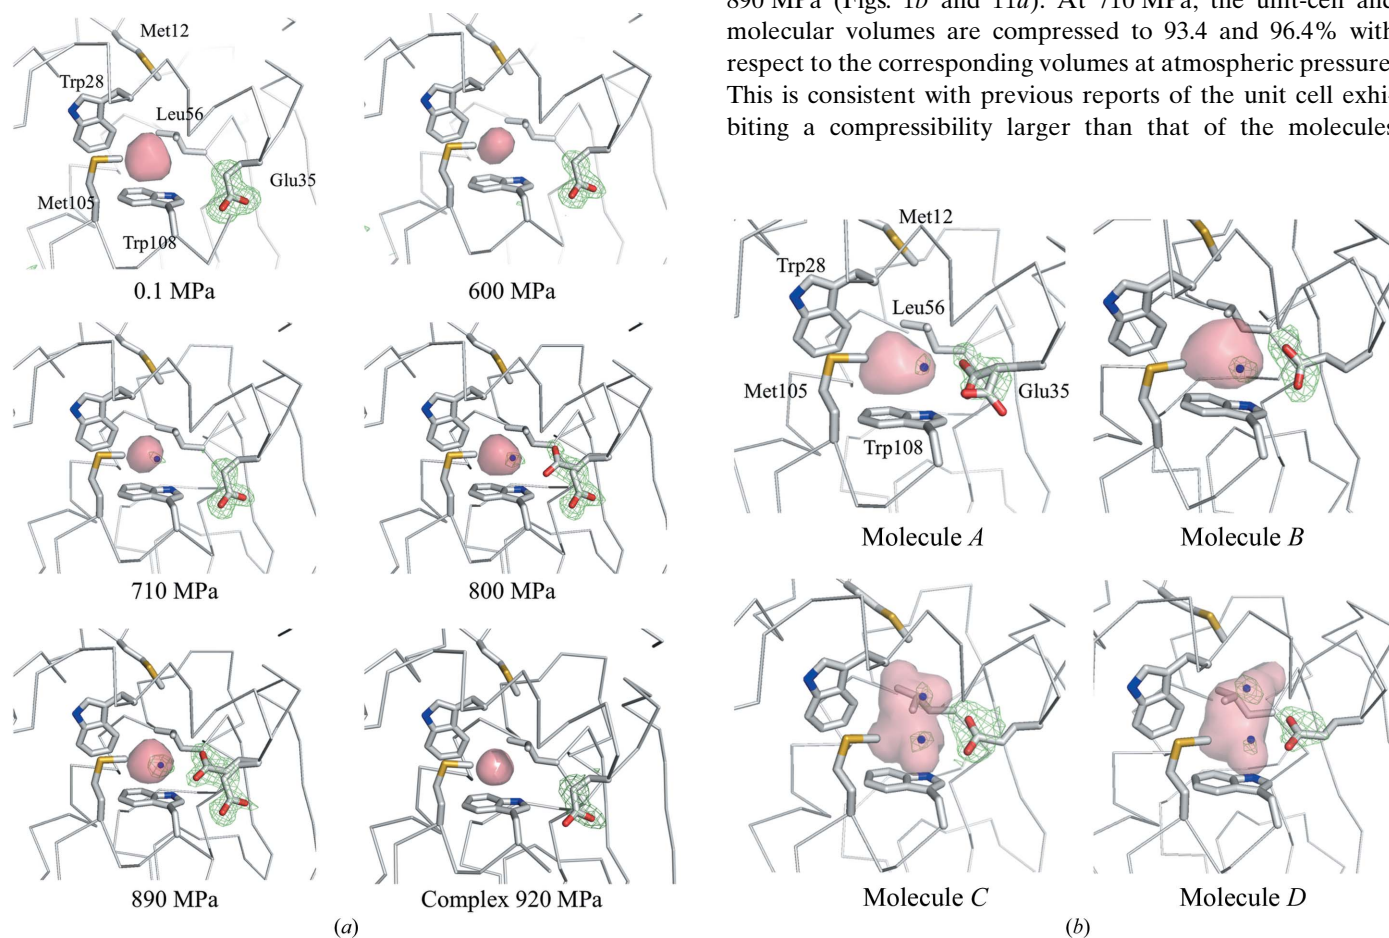 890 MPa (Figs. 1b and 11a). At 710 MPa, the unit-cell and
molecular volumes are compressed to 93.4 and 96.4% with
respect to the corresponding volumes at atmospheric pressure
This is consistent with previous reports of the unit cell exhi-
biting a compressibility larger than that of the molecules
Met12
Trp28
Leu56
Glu35
Met105
Trp108
0.1 MPa
600 MPa
710 MPa
800 MPa
890 MPa
Complex 920 MPa
(a)
Met12
Trp28
Leu56
Met105
Glu35
Trp108
Molecule A
Molecule B
Molecule C
Molecule D
(b)